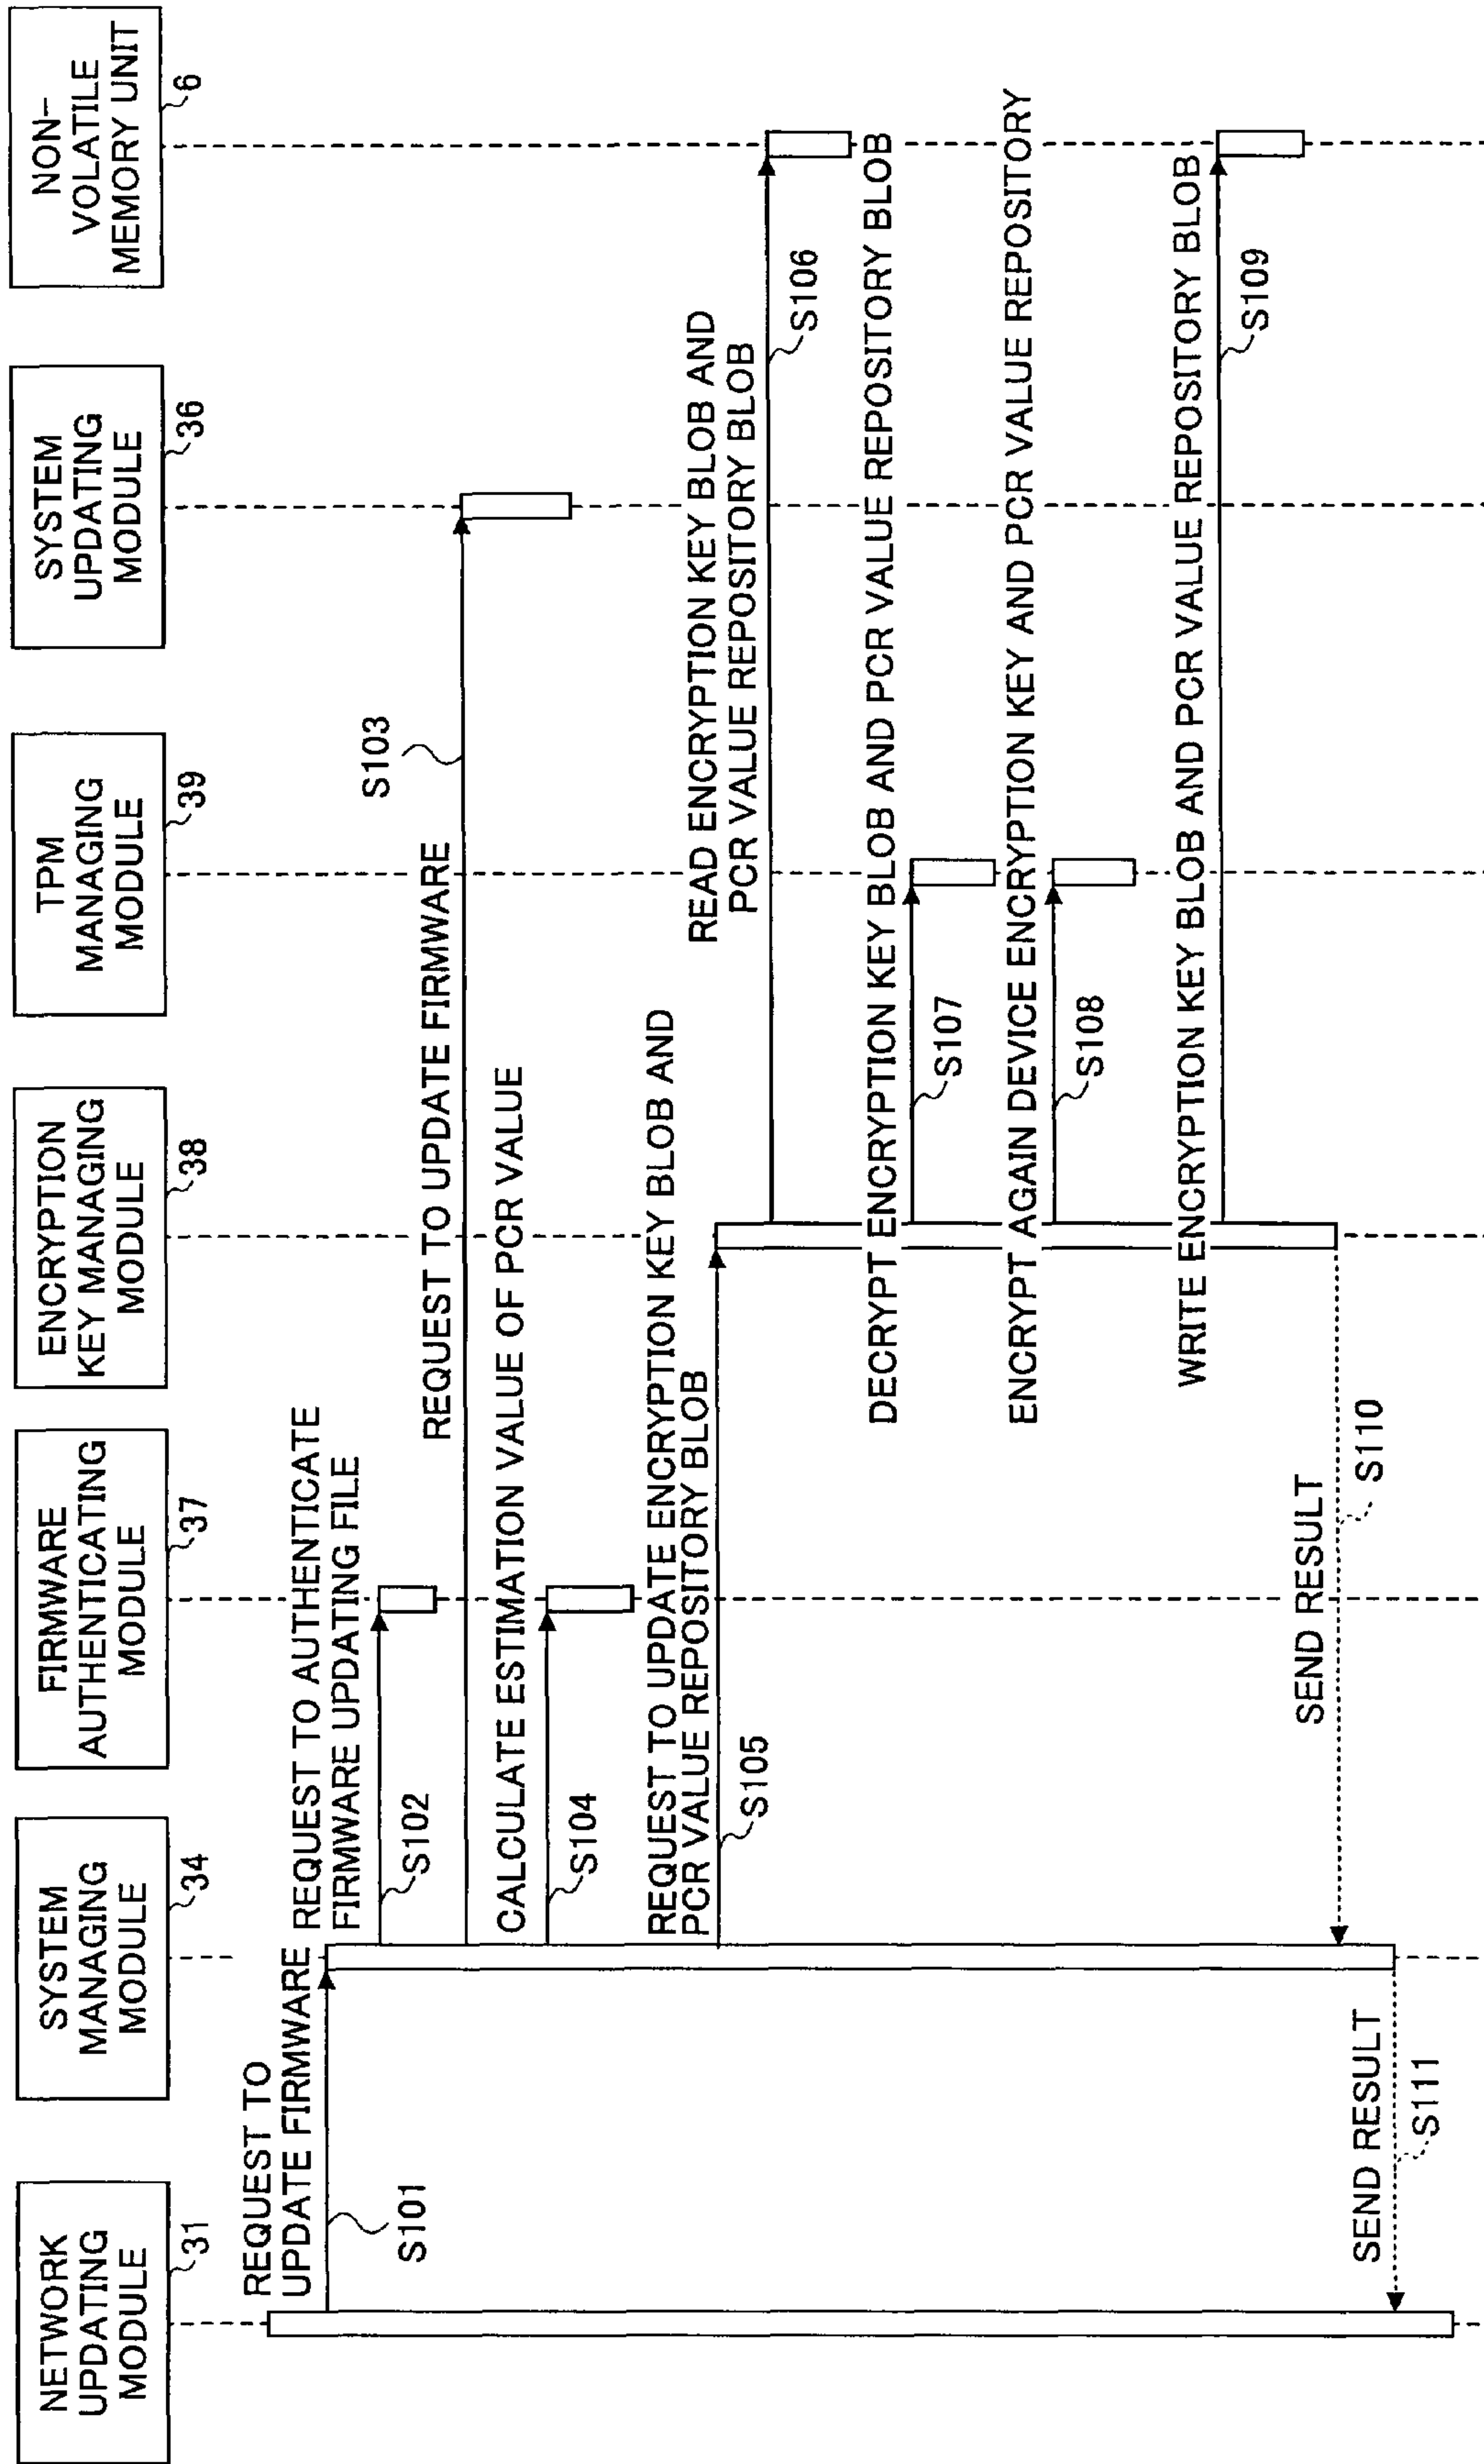 NETWORK
UPDATING
MODULE
31
SYSTEM
MANAGING
MODULE
34
FIRMWARE
AUTHENTICATING
MODULE
37
ENCRYPTION
KEY MANAGING
MODULE
38
TPM
MANAGING
MODULE
39
SYSTEM
UPDATING
MODULE
36
NON-
VOLATILE
MEMORY UNIT
6
REQUEST TO
UPDATE FIRMWARE
S101
REQUEST TO AUTHENTICATE
FIRMWARE UPDATING FILE
S102
REQUEST TO UPDATE FIRMWARE
S103
CALCULATE ESTIMATION VALUE OF PCR VALUE
S104
REQUEST TO UPDATE ENCRYPTION KEY BLOB AND
PCR VALUE REPOSITORY BLOB
S105
READ ENCRYPTION KEY BLOB AND
PCR VALUE REPOSITORY BLOB
S106
DECRYPT ENCRYPTION KEY BLOB AND PCR VALUE REPOSITORY BLOB
S107
ENCRYPT AGAIN DEVICE ENCRYPTION KEY AND PCR VALUE REPOSITORY
S108
WRITE ENCRYPTION KEY BLOB AND PCR VALUE REPOSITORY BLOB
S109
SEND RESULT
S110
SEND RESULT
S111